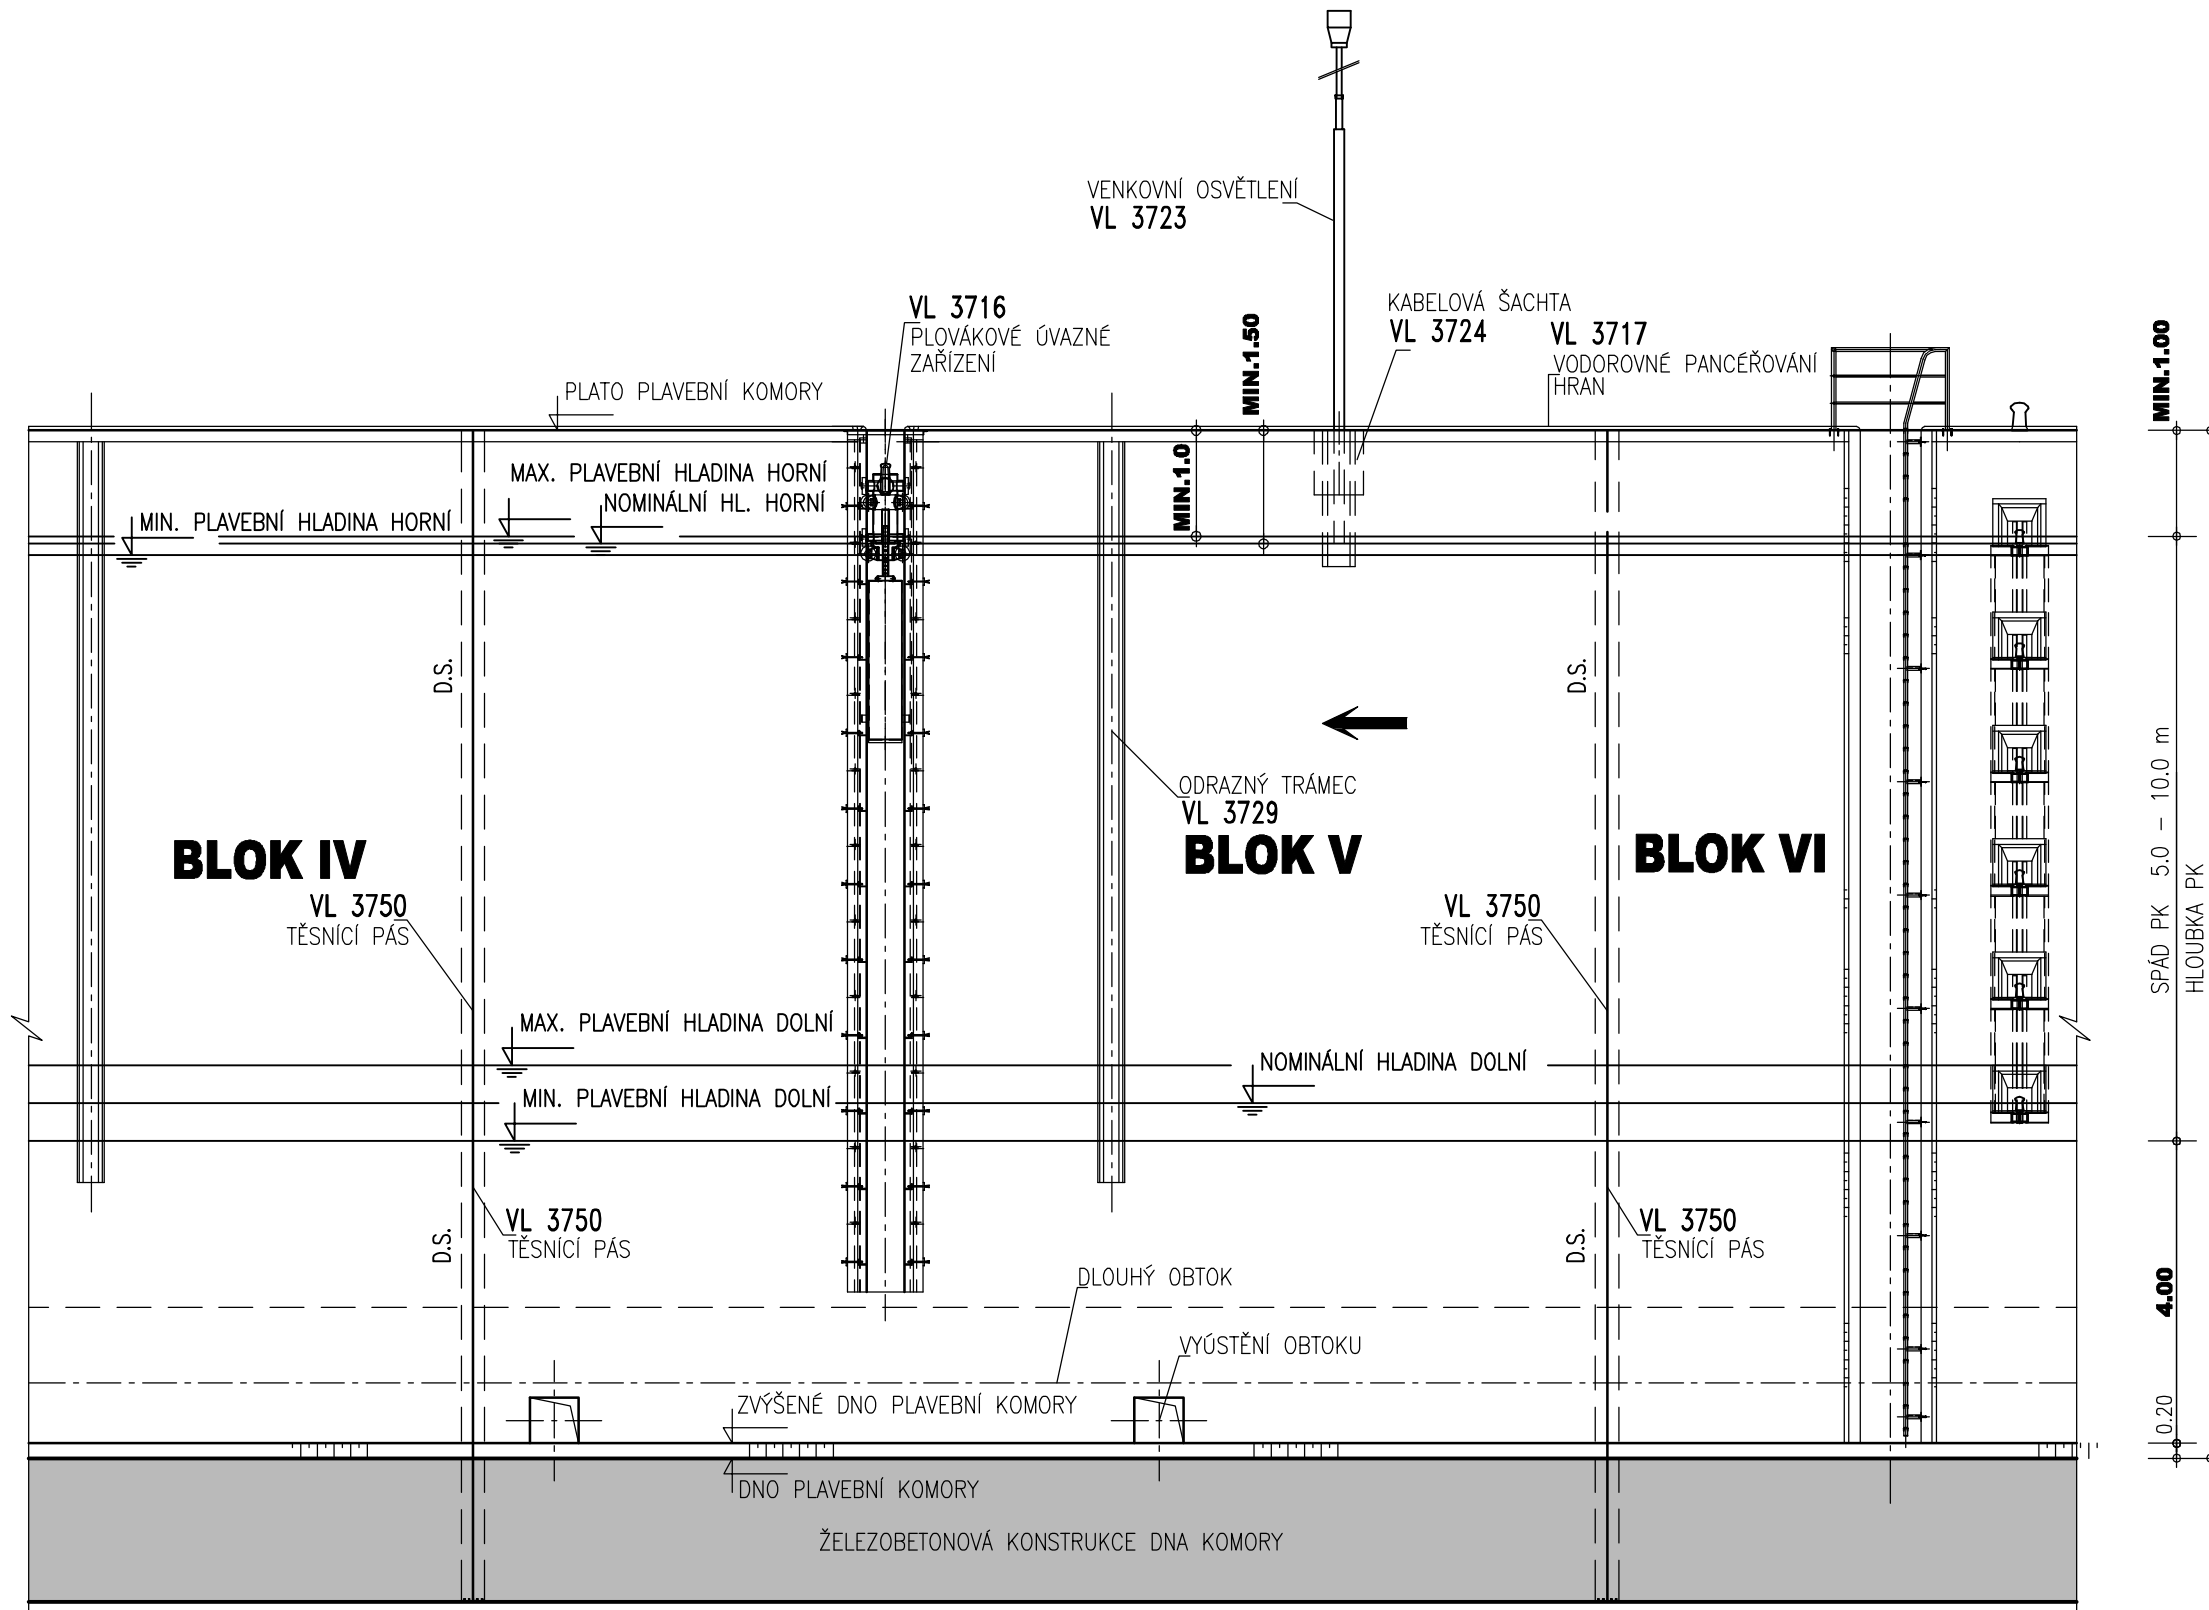 VENKOVNÍ OSVĚTLENÍ
VL 3723
VL 3716
PLOVÁKOVÉ ÚVAZNÉ
ZAŘÍZENÍ
MIN.1.50
KABELOVÁ ŠACHTA
VL 3724
VL 3717
VODOROVNÉ PANCÉŘOVÁNÍ
HRAN
MIN.1.00
PLATO PLAVEBNÍ KOMORY
MIN.1.0
MAX. PLAVEBNÍ HLADINA HORNÍ
NOMINÁLNÍ HL. HORNÍ
MIN. PLAVEBNÍ HLADINA HORNÍ
D.S.
D.S.
ODRAZNÝ TRÁMEC
VL 3729
BLOK IV
BLOK V
BLOK VI
SPÁD PK 5.0 - 10.0 m
HLOUBKA PK
VL 3750
TĚSNÍCÍ PÁS
VL 3750
TĚSNÍCÍ PÁS
MAX. PLAVEBNÍ HLADINA DOLNÍ
NOMINÁLNÍ HLADINA DOLNÍ
MIN. PLAVEBNÍ HLADINA DOLNÍ
D.S.
VL 3750
TĚSNÍCÍ PÁS
D.S.
VL 3750
TĚSNÍCÍ PÁS
DLOUHÝ OBTOK
4.00
VYÚSTĚNÍ OBTOKU
ZVÝŠENÉ DNO PLAVEBNÍ KOMORY
0.20
DNO PLAVEBNÍ KOMORY
ŽELEZOBETONOVÁ KONSTRUKCE DNA KOMORY